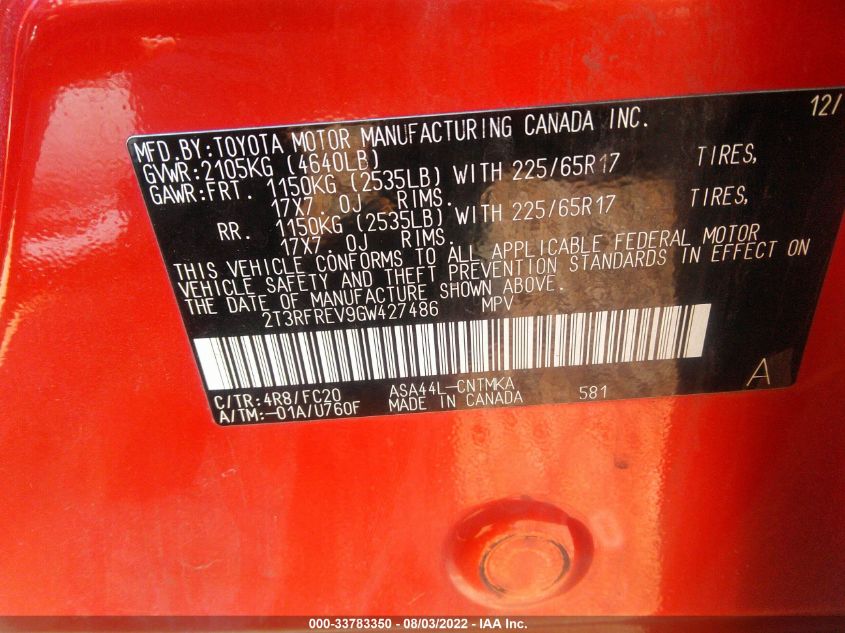 12/
MFD.BY:TOYOTA MOTOR MANUFACTURING CANADA INC.
GVWR:2105KG (4640LB)
GAWR:FRT. 1150KG (2535LB) WITH 225/65R17 TIRES,
17X7.0J RIMS.
RR. 1150KG (2535LB) WITH 225/65R17 TIRES,
17X7.0J RIMS.
THIS VEHICLE CONFORMS TO ALL APPLICABLE FEDERAL MOTOR
VEHICLE SAFETY AND THEFT PREVENTION STANDARDS IN EFFECT ON
THE DATE OF MANUFACTURE SHOWN ABOVE.
2T3RFREV9GW427486 MPV
C/TR:4R8/FC20 ASA44L-CNTMKA 581 A
A/TM:-01A/U760F MADE IN CANADA
000-33783350 - 08/03/2022 - IAA Inc.